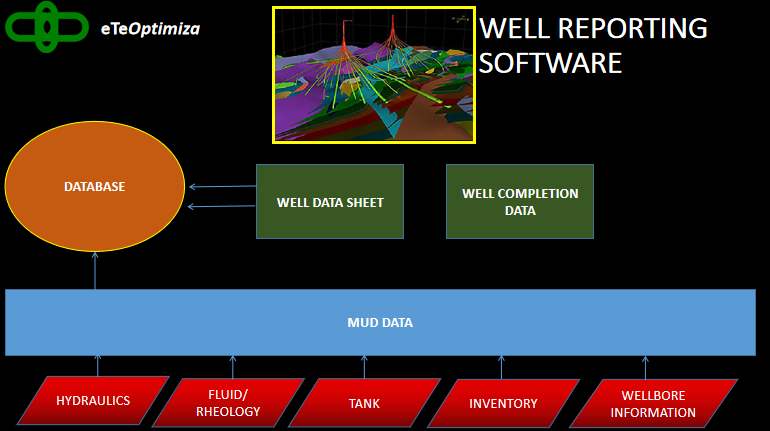 eTeOptimiza
WELL REPORTING
SOFTWARE
DATABASE
WELL DATA SHEET
WELL COMPLETION
DATA
MUD DATA
HYDRAULICS
FLUID/
RHEOLOGY
TANK
INVENTORY
WELLBORE
INFORMATION